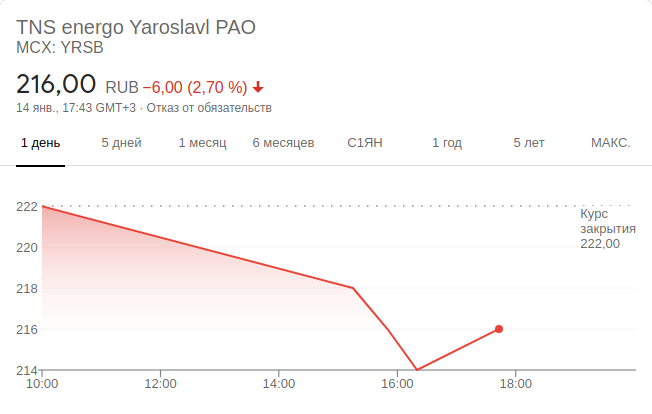 TNS energo Yaroslavl PAO
MCX: YRSB
216,00 RUB −6,00 (2,70 %)
14 янв., 17:43 GMT+3 · Отказ от обязательств
1 день 5 дней 1 месяц 6 месяцев С1ЯН 1 год 5 лет МАКС.
222
Курс
закрытия
222,00
220
218
216
214
10:00 12:00 14:00 16:00 18:00